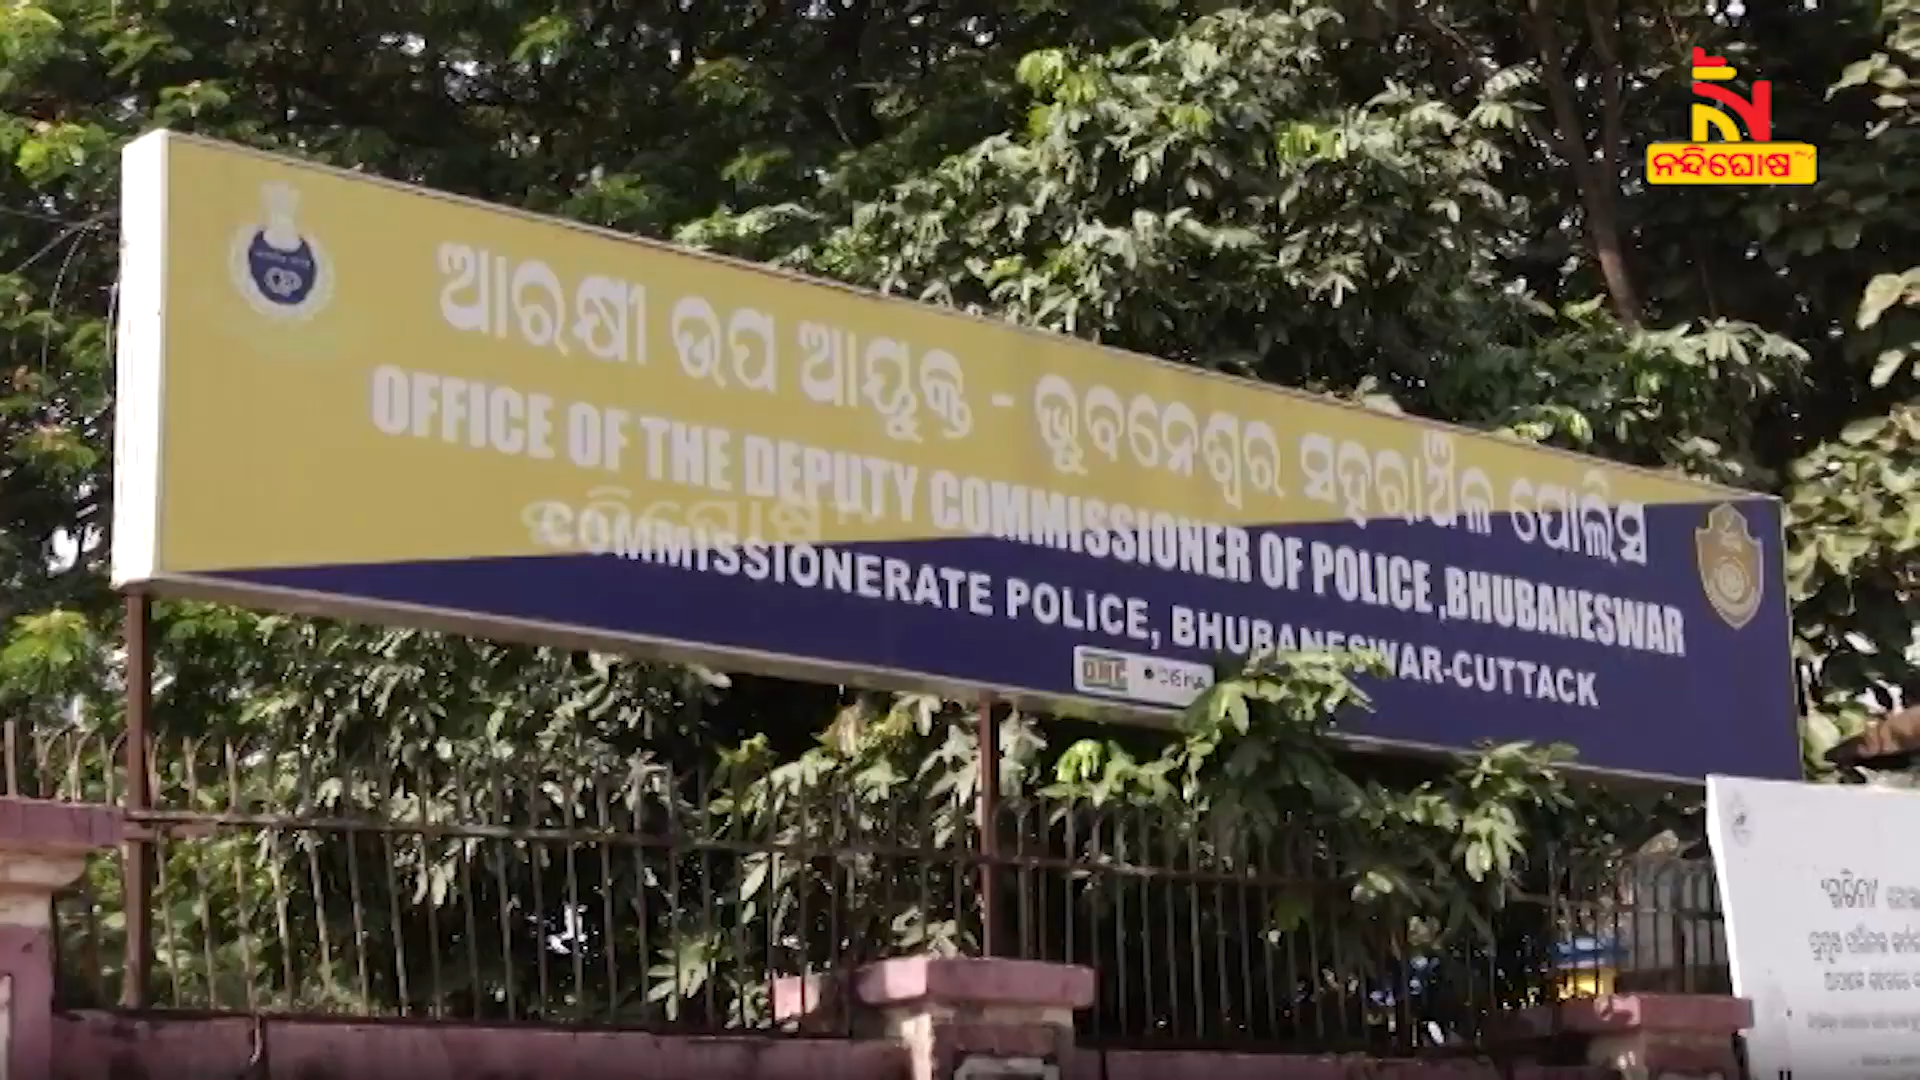 ନନ୍ଦିଘୋଷ
ଆରକ୍ଷୀ ଉପ ଆୟୁକ୍ତ - ଭୁବନେଶ୍ୱର ସହରାଞ୍ଚଳ ପୋଲିସ
OFFICE OF THE DEPUTY COMMISSIONER OF POLICE ,BHUBANESWAR
COMMISSIONERATE POLICE, BHUBANESWAR-CUTTACK